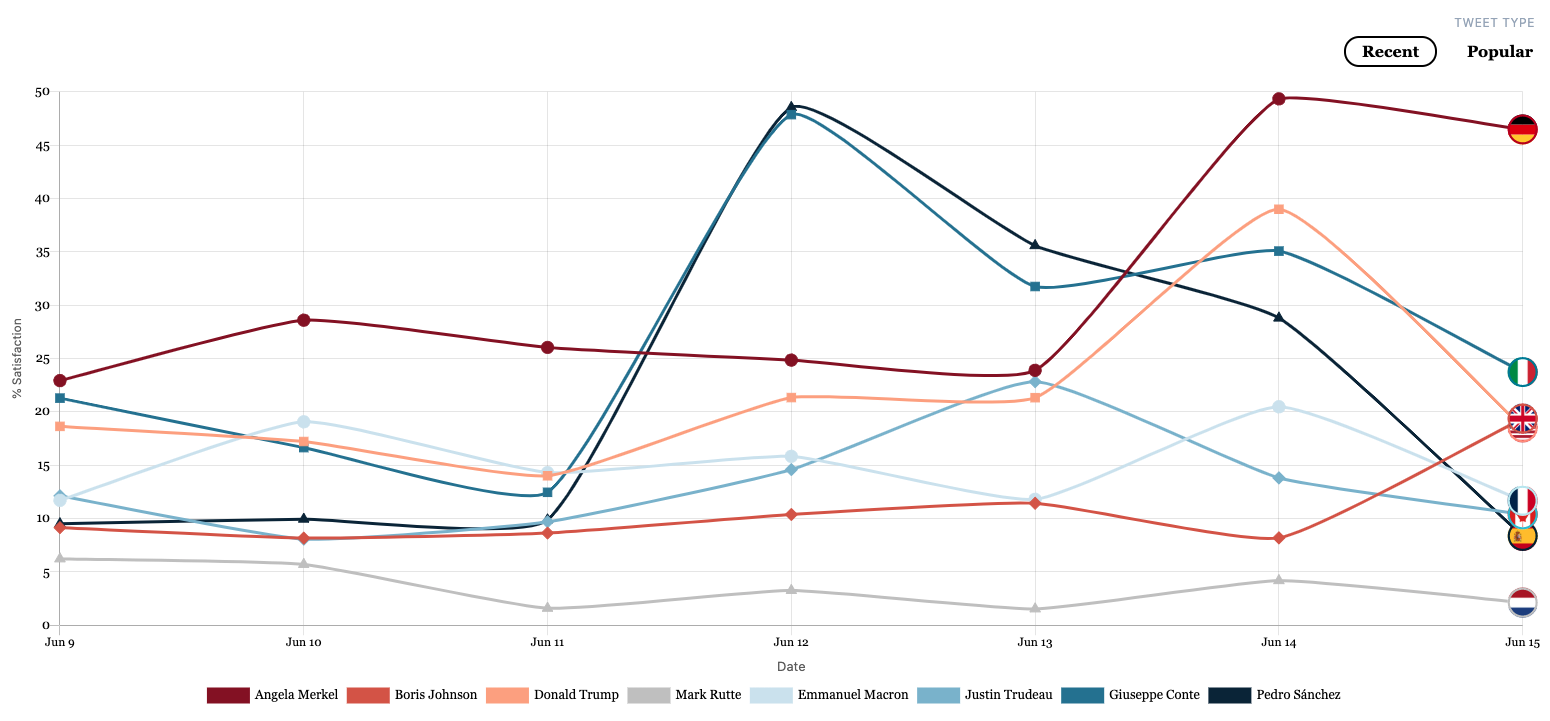 TWEET TYPE
Recent Popular
50
45
40
35
30
25
20
15
10
5
0
% Satisfaction
Jun 9 Jun 10 Jun 11 Jun 12 Jun 13 Jun 14 Jun 15
Date
Angela Merkel Boris Johnson Donald Trump Mark Rutte Emmanuel Macron Justin Trudeau Giuseppe Conte Pedro Sánchez